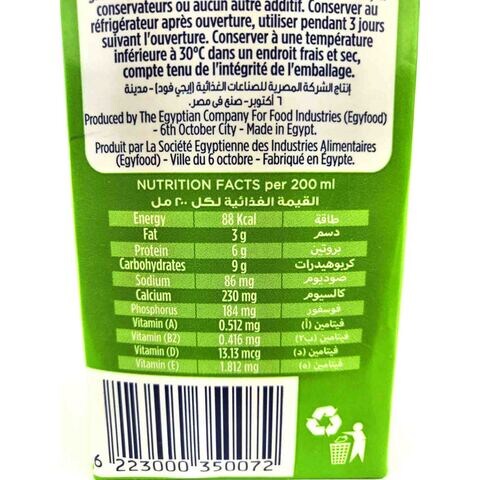 conservateurs ou aucun autre additif. Conserver au
réfrigérateur après ouverture, utiliser pendant 3 jours
suivant l'ouverture. Conserver à une température
inférieure à 30°C dans un endroit frais et sec,
compte tenu de l'intégrité de l'emballage.
إنتاج الشركة المصرية للصناعات الغذائية (إيجي فود) - مدينة
٦ أكتوبر - صنع في مصر.
Produced by The Egyptian Company For Food Industries (Egyfood)
- 6th October City - Made in Egypt.
Produit par La Société Egyptienne des Industries Alimentaires
(Egyfood) - Ville du 6 octobre - Fabriqué en Egypte.
NUTRITION FACTS per 200 ml
القيمة الغذائية لكل ٢٠٠ مل
Energy 88 Kcal طاقة
Fat 3 g دسم
Protein 6 g بروتين
Carbohydrates 9 g كربوهيدرات
Sodium 86 mg صوديوم
Calcium 230 mg كالسيوم
Phosphorus 184 mg فوسفور
Vitamin (A) 0.512 mg فيتامين (أ)
Vitamin (B2) 0.416 mg فيتامين (ب٢)
Vitamin (D) 13.13 mcg فيتامين (د)
Vitamin (E) 1.812 mg فيتامين (ه)
6 223000 350072